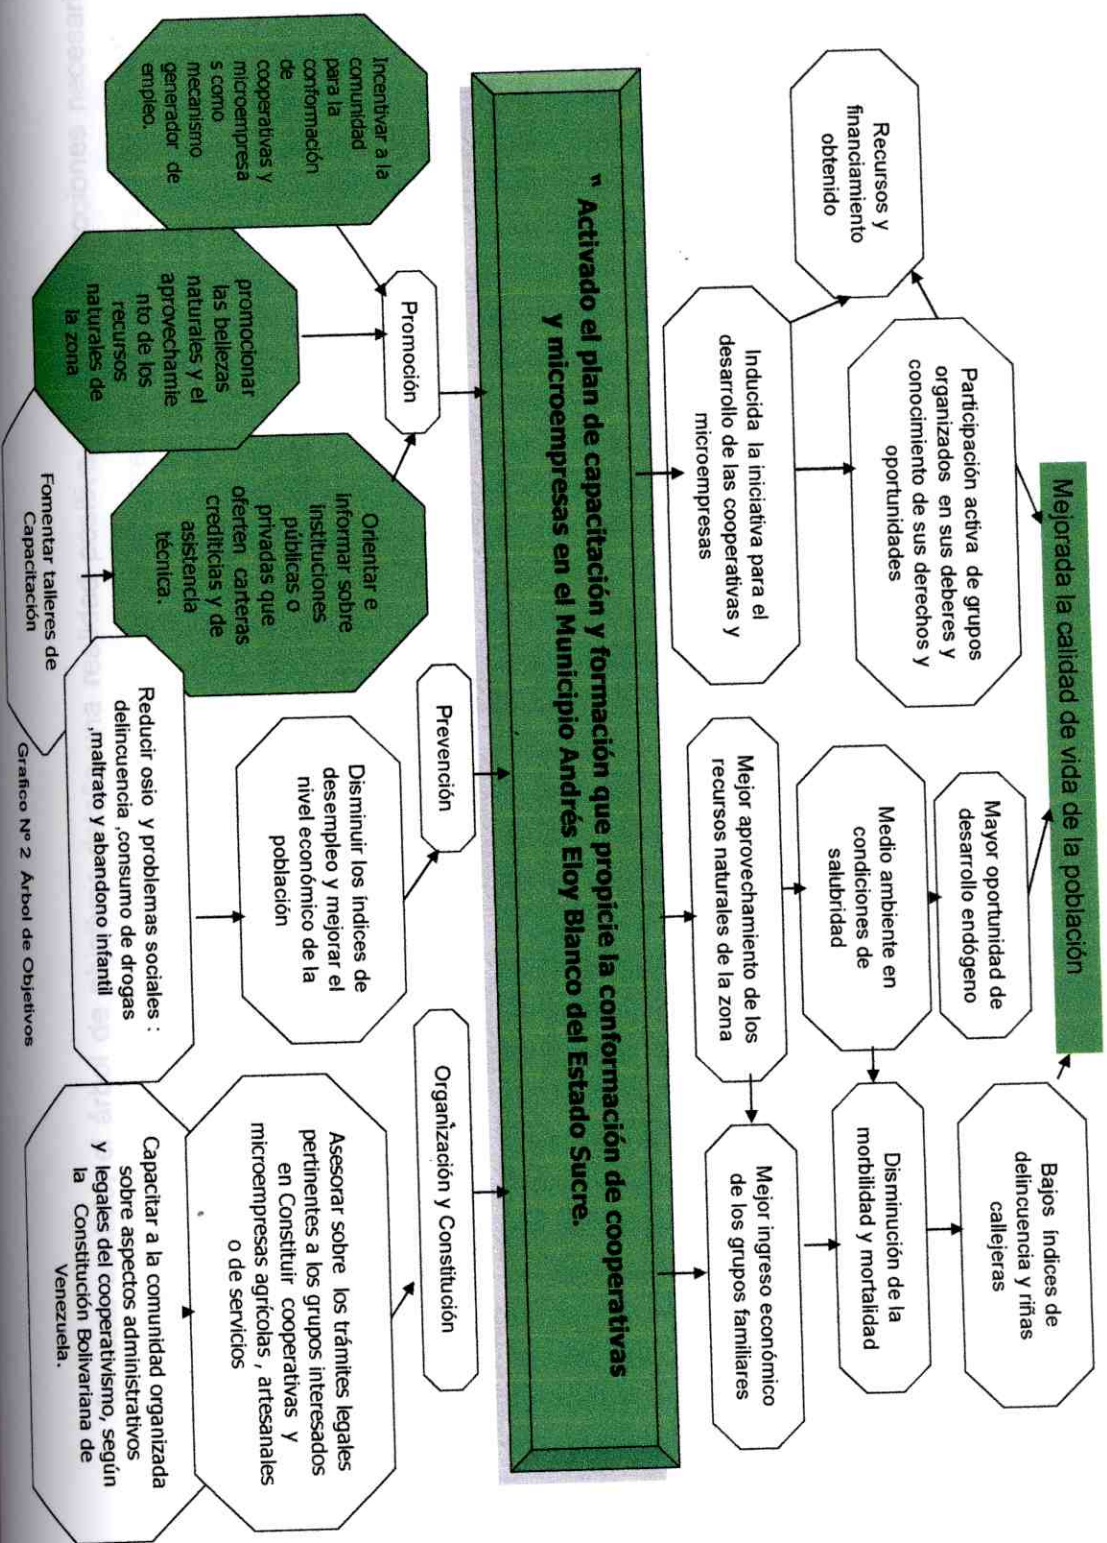 Mejorada la calidad de vida de la población
Recursos y
financiamiento
obtenido
Participación activa de grupos
organizados en sus deberes y
conocimiento de sus derechos y
oportunidades
Mayor oportunidad de
desarrollo endógeno
Bajos índices de
delincuencia y riñas
callejeras
Inducida la iniciativa para el
desarrollo de las cooperativas y
microempresas
Medio ambiente en
condiciones de
salubridad
Disminución de la
morbilidad y mortalidad
Mejor aprovechamiento de los
recursos naturales de la zona
Mejor ingreso económico
de los grupos familiares
" Activado el plan de capacitación y formación que propicie la conformación de cooperativas
y microempresas en el Municipio Andrés Eloy Blanco del Estado Sucre.
Promoción
Prevención
Organización y Constitución
Incentivar a la
comunidad
para la
conformación
de
cooperativas y
microempresa
s como
mecanismo
generador de
empleo.
promocionar
las bellezas
naturales y el
aprovechamie
nto de los
recursos
naturales de
la zona
Orientar e
informar sobre
instituciones
públicas o
privadas que
oferten carteras
crediticias y de
asistencia
técnica.
Disminuir los índices de
desempleo y mejorar el
nivel económico de la
población
Asesorar sobre los trámites legales
pertinentes a los grupos interesados
en Constituir cooperativas y
microempresas agrícolas , artesanales
o de servicios
Fomentar talleres de
Capacitación
Reducir osio y problemas sociales :
delincuencia ,consumo de drogas
,maltrato y abandono infantil
Capacitar a la comunidad organizada
sobre aspectos administrativos
y legales del cooperativismo, según
la Constitución Bolivariana de
Venezuela.
Grafico Nº 2 Árbol de Objetivos